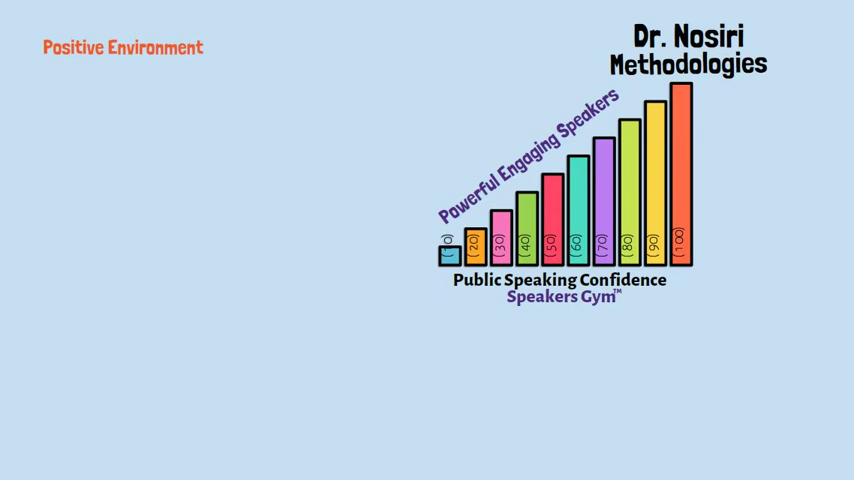 Positive Environment
Dr. Nosiri
Methodologies
Powerful Engaging Speakers
(10)
(20)
(30)
(40)
(50)
(60)
(70)
(80)
(90)
(100)
Public Speaking Confidence
Speakers Gym™